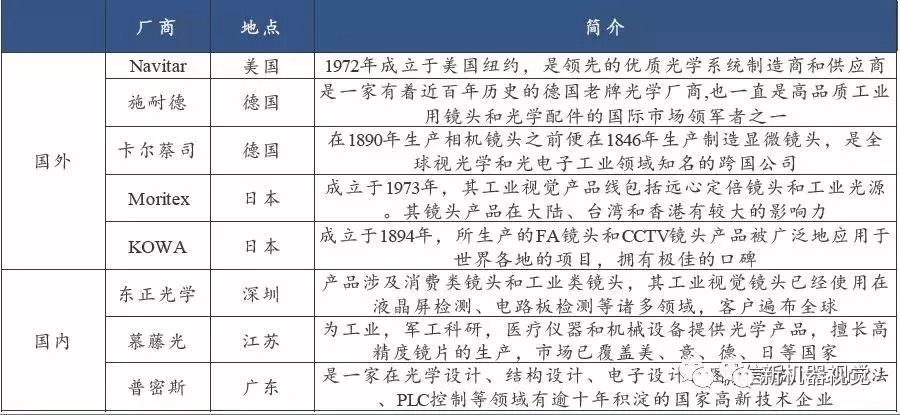 厂商 地点 简介
国外
Navitar 美国 1972年成立于美国纽约，是领先的优质光学系统制造商和供应商
施耐德 德国 是一家有着近百年历史的德国老牌光学厂商,也一直是高品质工业
用镜头和光学配件的国际市场领军者之一
卡尔蔡司 德国 在1890年生产相机镜头之前便在1846年生产制造显微镜头，是全
球视光学和光电子工业领域知名的跨国公司
Moritex 日本 成立于1973年，其工业视觉产品线包括远心定倍镜头和工业光源
。其镜头产品在大陆、台湾和香港有较大的影响力
KOWA 日本 成立于1894年，所生产的FA镜头和CCTV镜头产品被广泛地应用于
世界各地的项目，拥有极佳的口碑
国内
东正光学 深圳 产品涉及消费类镜头和工业类镜头，其工业视觉镜头已经使用在
液晶屏检测、电路板检测等诸多领域，客户遍布全球
慕藤光 江苏 为工业，军工科研，医疗仪器和机械设备提供光学产品，擅长高
精度镜片的生产，市场已覆盖美、意、德、日等国家
普密斯 广东 是一家在光学设计、结构设计、电子设计、法
、PLC控制等领域有逾十年积淀的国家高新技术企业
新机器视觉